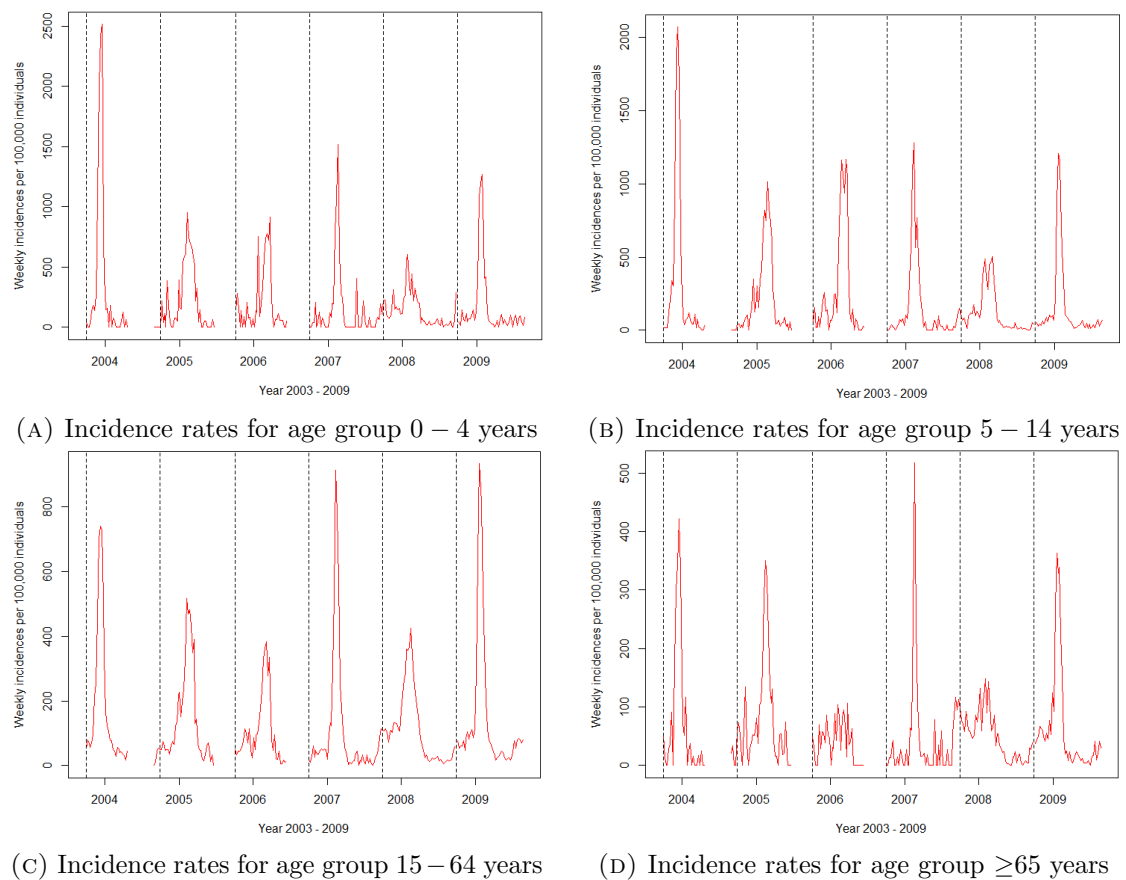 Weekly incidences per 100,000 individuals
2500
2000
1500
1000
500
0
2004 2005 2006 2007 2008 2009
Year 2003 - 2009
(A) Incidence rates for age group 0 – 4 years
Weekly incidences per 100,000 individuals
2000
1500
1000
500
0
2004 2005 2006 2007 2008 2009
Year 2003 - 2009
(B) Incidence rates for age group 5 – 14 years
Weekly incidences per 100,000 individuals
800
600
400
200
0
2004 2005 2006 2007 2008 2009
Year 2003 - 2009
(C) Incidence rates for age group 15 – 64 years
Weekly incidences per 100,000 individuals
500
400
300
200
100
0
2004 2005 2006 2007 2008 2009
Year 2003 - 2009
(D) Incidence rates for age group ≥65 years